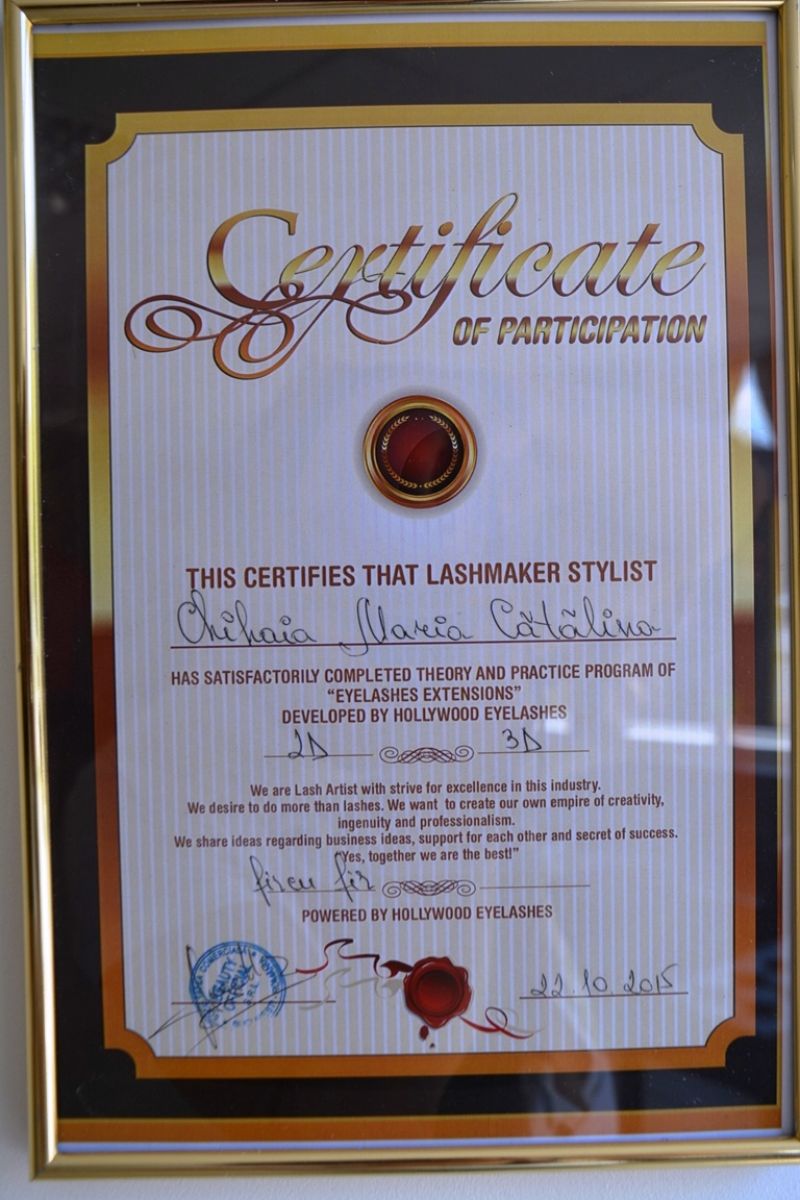 Certificate
OF PARTICIPATION
THIS CERTIFIES THAT LASHMAKER STYLIST
Chihaia Maria Cătălina
HAS SATISFACTORILY COMPLETED THEORY AND PRACTICE PROGRAM OF
"EYELASHES EXTENSIONS"
DEVELOPED BY HOLLYWOOD EYELASHES
2D 3D
We are Lash Artist with strive for excellence in this industry.
We desire to do more than lashes. We want to create our own empire of creativity,
ingenuity and professionalism.
We share ideas regarding business ideas, support for each other and secret of success.
"Yes, together we are the best!"
fir cu fir
POWERED BY HOLLYWOOD EYELASHES
BEAUTY
S.R.L.
22.10.2015